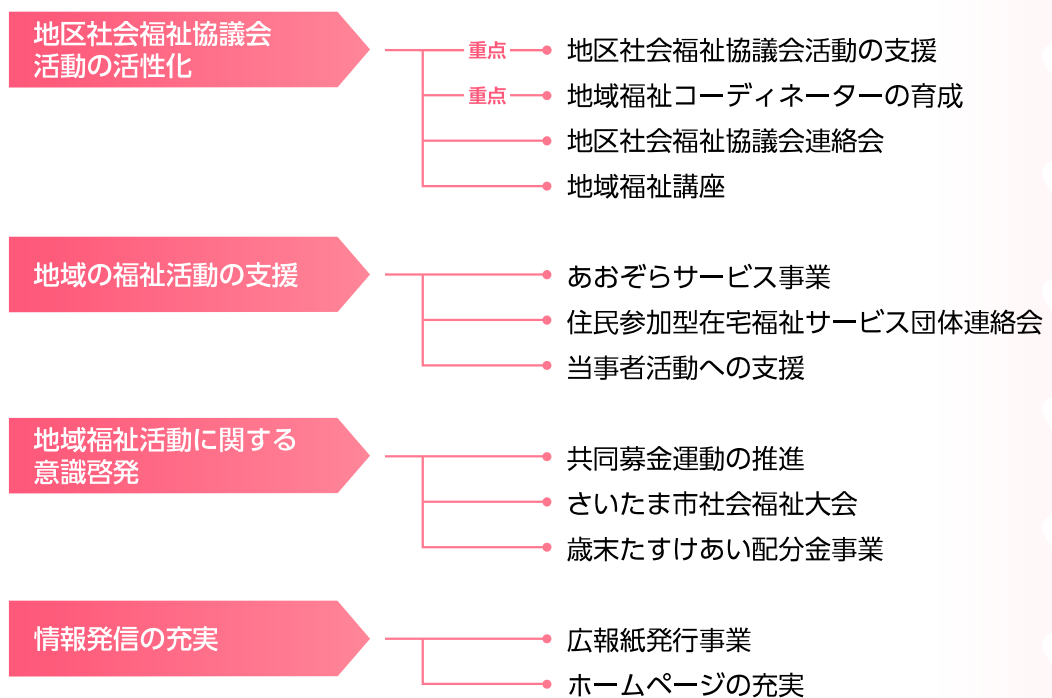 地区社会福祉協議会
活動の活性化
重点 地区社会福祉協議会活動の支援
重点 地域福祉コーディネーターの育成
地区社会福祉協議会連絡会
地域福祉講座
地域の福祉活動の支援
あおぞらサービス事業
住民参加型在宅福祉サービス団体連絡会
当事者活動への支援
地域福祉活動に関する
意識啓発
共同募金運動の推進
さいたま市社会福祉大会
歳末たすけあい配分金事業
情報発信の充実
広報紙発行事業
ホームページの充実